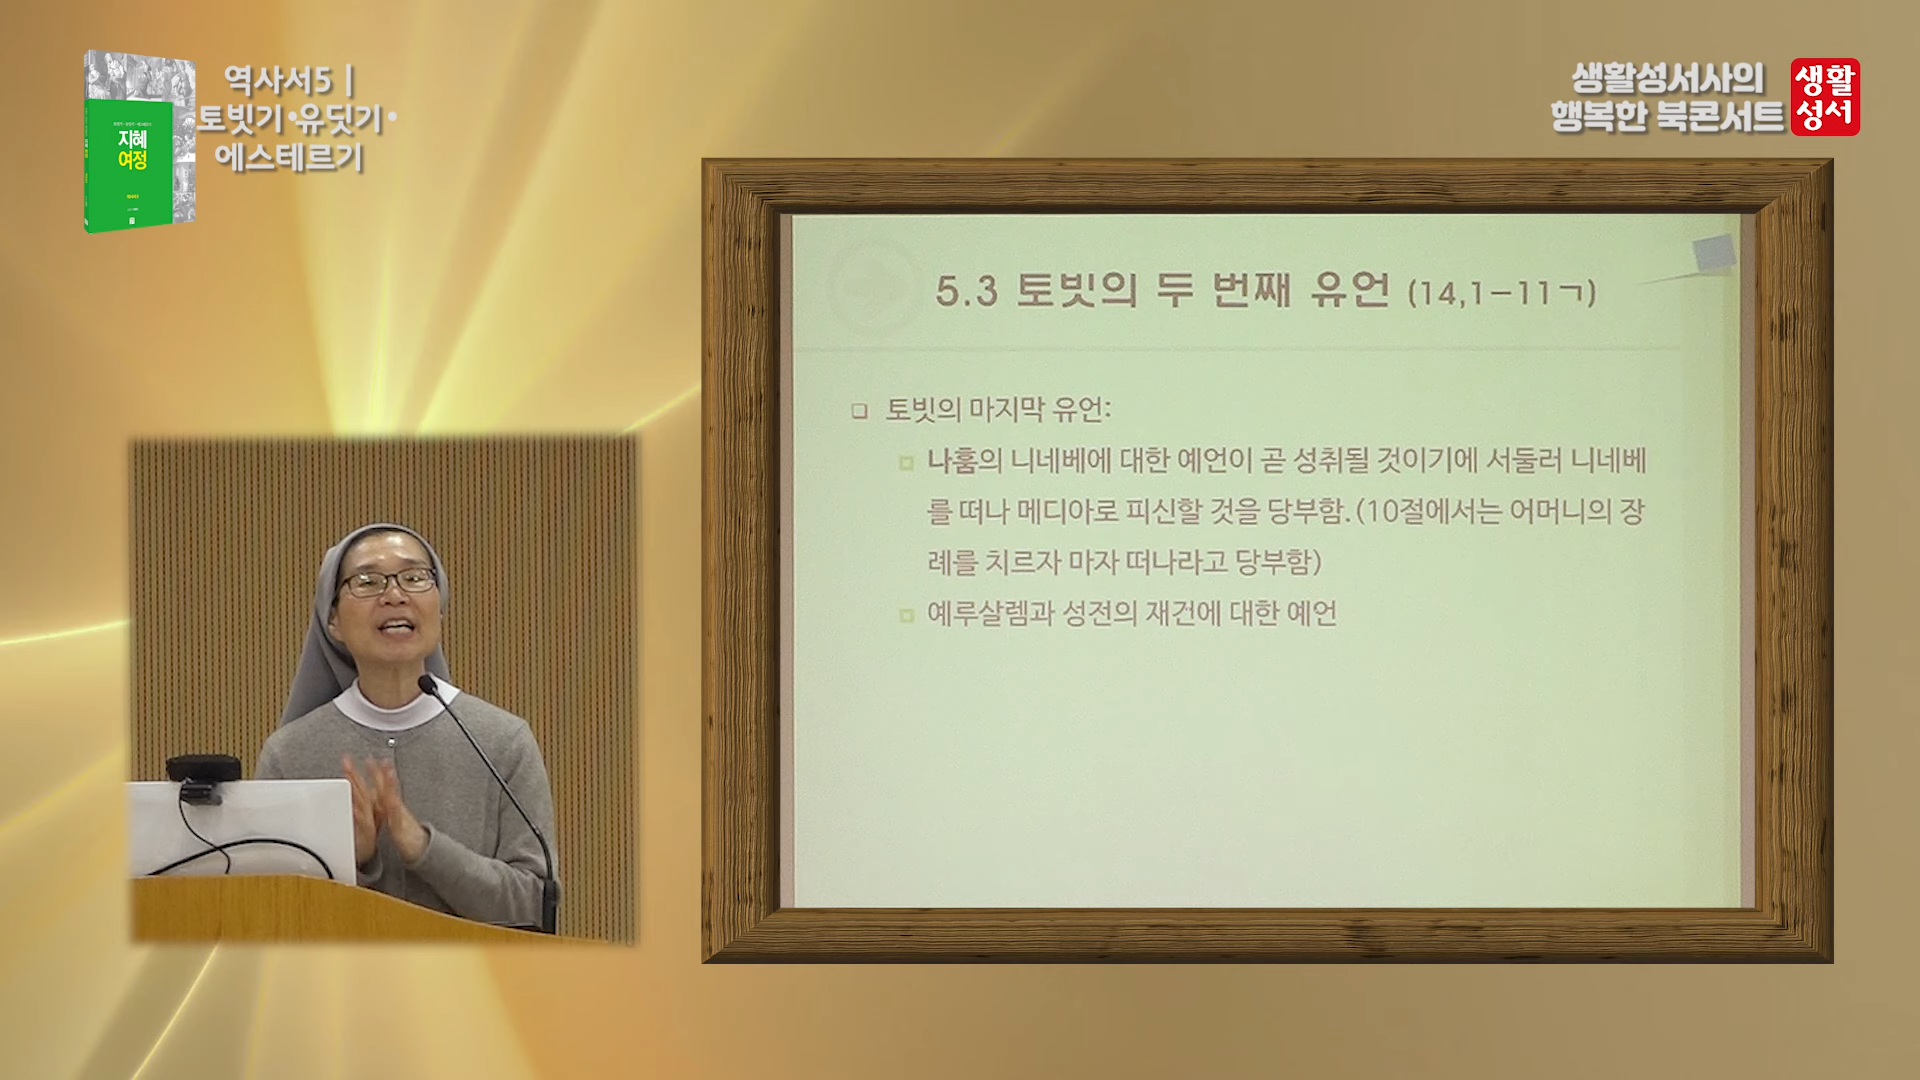 역사서5 |
토빗기·유딧기·
에스테르기
지혜
여정
생활성서사의
행복한 북콘서트
생활
성서
5.3 토빗의 두 번째 유언 (14,1-11ㄱ)
❑ 토빗의 마지막 유언:
나훔의 니네베에 대한 예언이 곧 성취될 것이기에 서둘러 니네베
를 떠나 메디아로 피신할 것을 당부함.(10절에서는 어머니의 장
례를 치르자 마자 떠나라고 당부함)
예루살렘과 성전의 재건에 대한 예언